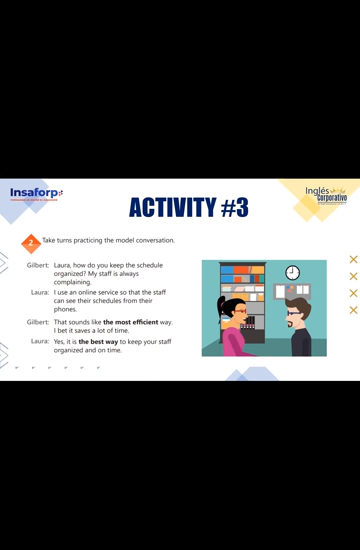 Insaforp
Inglés
Corporativo
ACTIVITY #3
2 Take turns practicing the model conversation.
Gilbert: Laura, how do you keep the schedule
organized? My staff is always
complaining.
Laura: I use an online service so that the staff
can see their schedules from their
phones.
Gilbert: That sounds like the most efficient way.
I bet it saves a lot of time.
Laura: Yes, it is the best way to keep your staff
organized and on time.